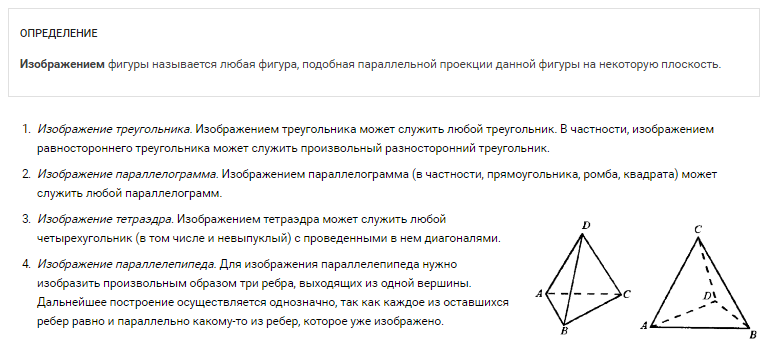 ОПРЕДЕЛЕНИЕ
Изображением фигуры называется любая фигура, подобная параллельной проекции данной фигуры на некоторую плоскость.
1. Изображение треугольника. Изображением треугольника может служить любой треугольник. В частности, изображением
равностороннего треугольника может служить произвольный разносторонний треугольник.
2. Изображение параллелограмма. Изображением параллелограмма (в частности, прямоугольника, ромба, квадрата) может
служить любой параллелограмм.
3. Изображение тетраэдра. Изображением тетраэдра может служить любой
четырехугольник (в том числе и невыпуклый) с проведенными в нем диагоналями.
4. Изображение параллелепипеда. Для изображения параллелепипеда нужно
изобразить произвольным образом три ребра, выходящих из одной вершины.
Дальнейшее построение осуществляется однозначно, так как каждое из оставшихся
ребер равно и параллельно какому-то из ребер, которое уже изображено.
D
A
C
B
C
D
A
B